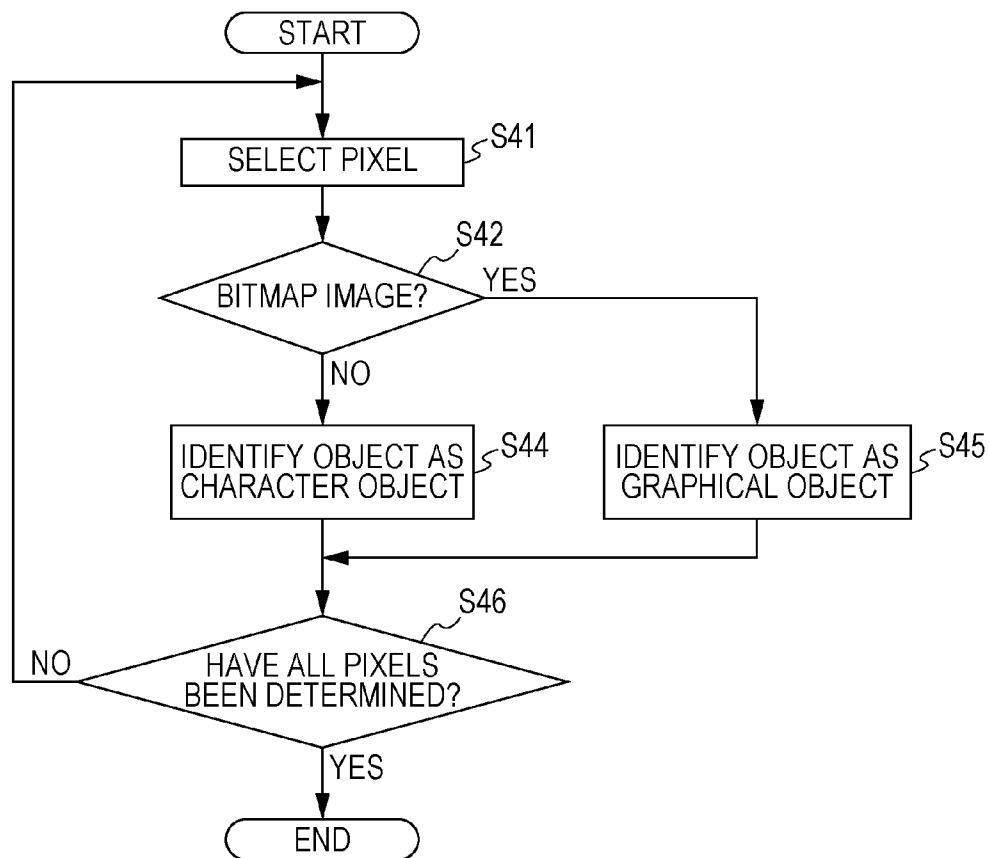 START
SELECT PIXEL
S41
S42
BITMAP IMAGE?
YES
NO
IDENTIFY OBJECT AS
CHARACTER OBJECT
S44
IDENTIFY OBJECT AS
GRAPHICAL OBJECT
S45
S46
HAVE ALL PIXELS
BEEN DETERMINED?
NO
YES
END